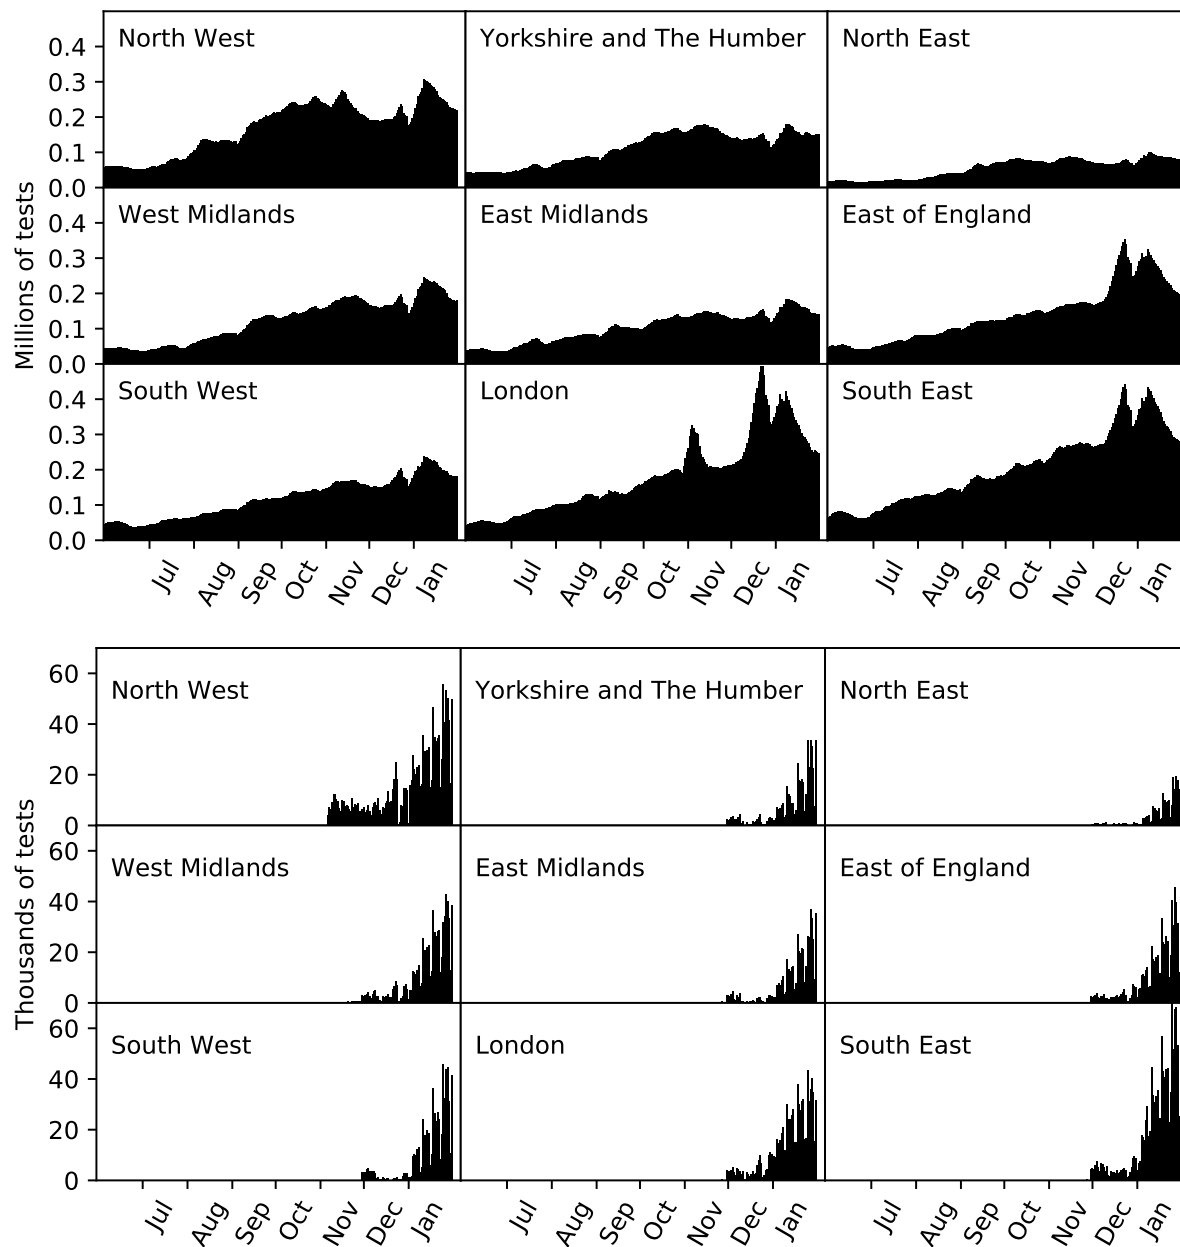 North West Yorkshire and The Humber North East
0.4
0.3
0.2
0.1
0.0
West Midlands East Midlands East of England
0.4
0.3
0.2
0.1
0.0
South West London South East
0.4
0.3
0.2
0.1
0.0
Millions of tests
Jul Aug Sep Oct Nov Dec Jan Jul Aug Sep Oct Nov Dec Jan Jul Aug Sep Oct Nov Dec Jan
60
North West Yorkshire and The Humber North East
40
20
0
60
West Midlands East Midlands East of England
40
20
0
60
South West London South East
40
20
0
Thousands of tests
Jul Aug Sep Oct Nov Dec Jan Jul Aug Sep Oct Nov Dec Jan Jul Aug Sep Oct Nov Dec Jan